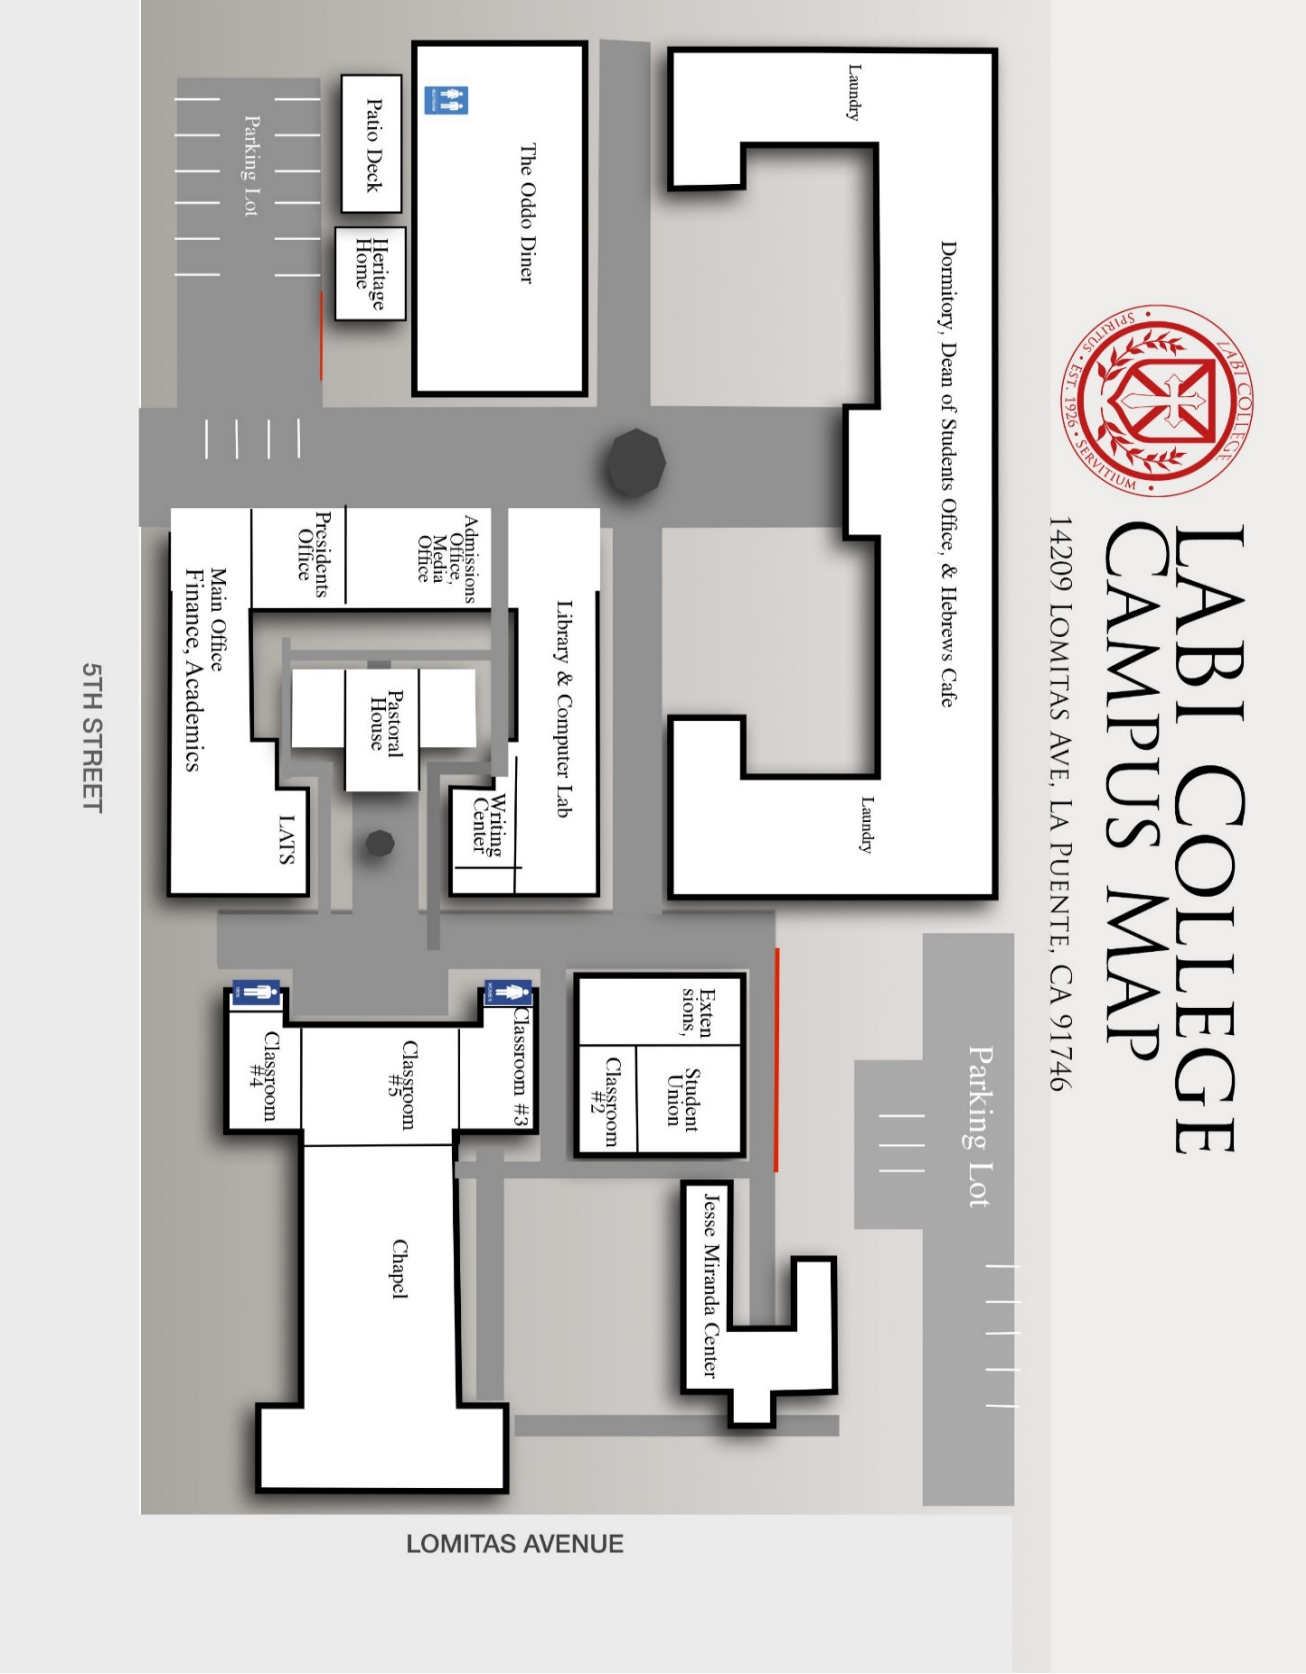 LABI COLLEGE
CAMPUS MAP
14209 LOMITAS AVE, LA PUENTE, CA 91746
LABI COLLEGE
SPIRITUS • EST. 1926 • SERVITIUM
Laundry
Dormitory, Dean of Students Office, & Hebrews Cafe
Laundry
Parking Lot
The Oddo Diner
Patio Deck
Heritage
Home
Parking Lot
Library & Computer Lab
Writing
Center
Admissions
Office,
Media
Office
Presidents
Office
Main Office
Finance, Academics
LATS
Pastoral
House
Exten
sions,
Student
Union
Classroom
#2
Classroom #3
Classroom
#5
Classroom
#4
Chapel
Jesse Miranda Center
5TH STREET
LOMITAS AVENUE